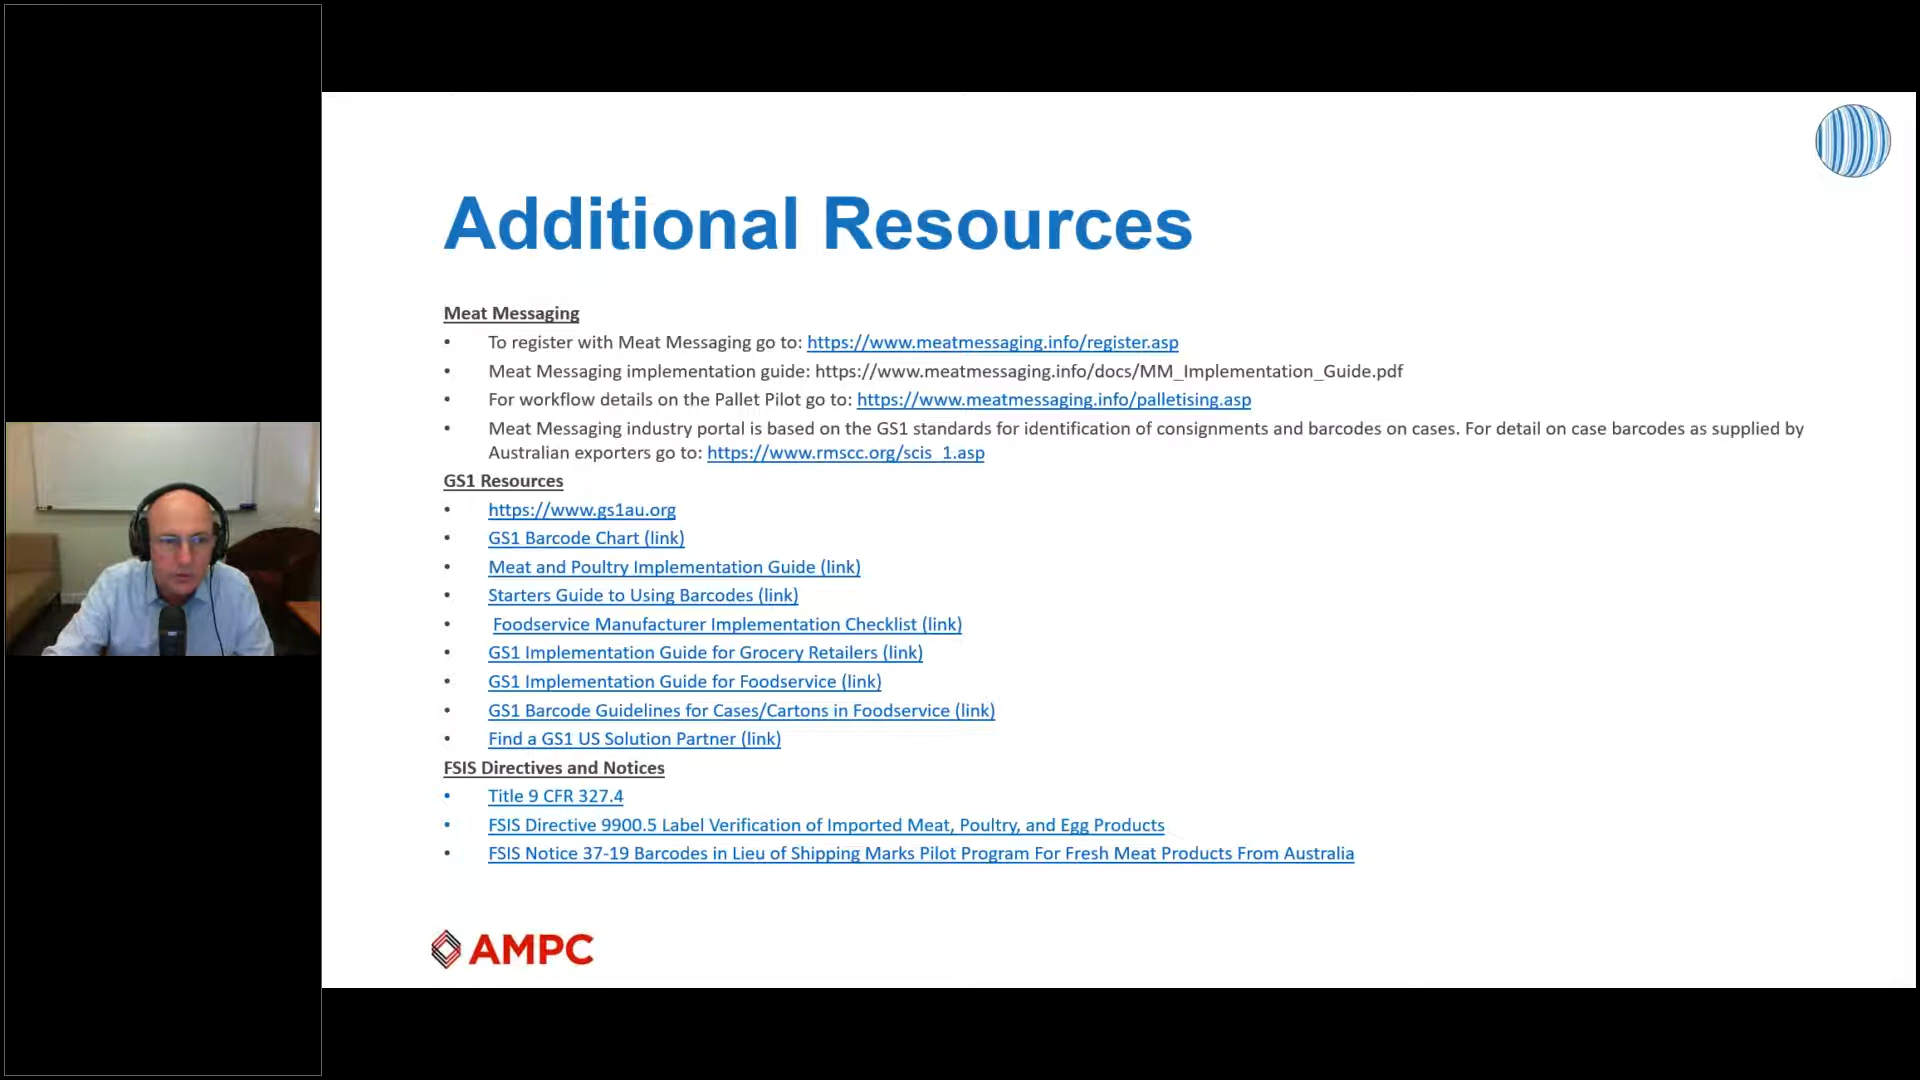 Additional Resources
Meat Messaging
• To register with Meat Messaging go to: https://www.meatmessaging.info/register.asp
• Meat Messaging implementation guide: https://www.meatmessaging.info/docs/MM_Implementation_Guide.pdf
• For workflow details on the Pallet Pilot go to: https://www.meatmessaging.info/palletising.asp
• Meat Messaging industry portal is based on the GS1 standards for identification of consignments and barcodes on cases. For detail on case barcodes as supplied by
Australian exporters go to: https://www.rmscc.org/scis_1.asp
GS1 Resources
• https://www.gs1au.org
• GS1 Barcode Chart (link)
• Meat and Poultry Implementation Guide (link)
• Starters Guide to Using Barcodes (link)
• Foodservice Manufacturer Implementation Checklist (link)
• GS1 Implementation Guide for Grocery Retailers (link)
• GS1 Implementation Guide for Foodservice (link)
• GS1 Barcode Guidelines for Cases/Cartons in Foodservice (link)
• Find a GS1 US Solution Partner (link)
FSIS Directives and Notices
• Title 9 CFR 327.4
• FSIS Directive 9900.5 Label Verification of Imported Meat, Poultry, and Egg Products
• FSIS Notice 37-19 Barcodes in Lieu of Shipping Marks Pilot Program For Fresh Meat Products From Australia
AMPC